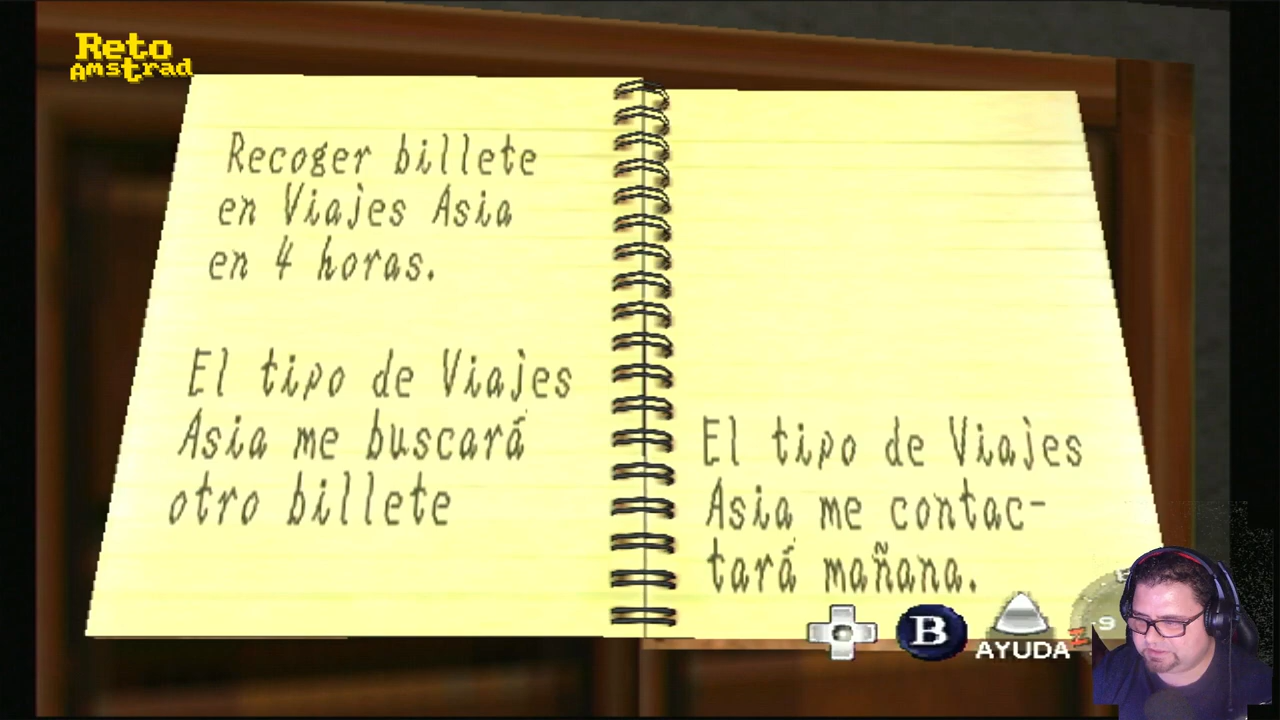 Reto
Amstrad
Recoger billete
en Viajes Asia
en 4 horas.
El tipo de Viajes
Asia me buscará
otro billete
El tipo de Viajes
Asia me contac-
tará mañana.
B
AYUDA
Z
9